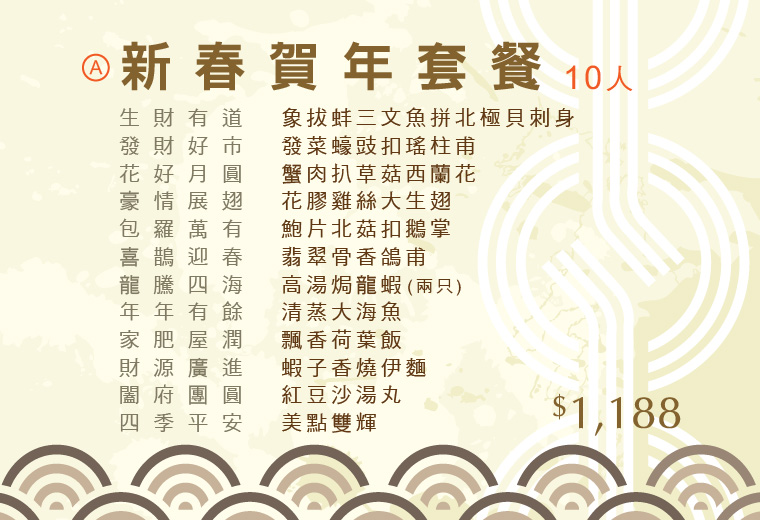 Ⓐ 新春賀年套餐 10人
生財有道 象拔蚌三文魚拼北極貝刺身
發財好市 發菜蠔豉扣瑤柱甫
花好月圓 蟹肉扒草菇西蘭花
豪情展翅 花膠雞絲大生翅
包羅萬有 鮑片北菇扣鵝掌
喜鵲迎春 翡翠骨香鴿甫
龍騰四海 高湯焗龍蝦(兩只)
年年有餘 清蒸大海魚
家肥屋潤 飄香荷葉飯
財源廣進 蝦子香燒伊麵
闔府團圓 紅豆沙湯丸
四季平安 美點雙輝
$1,188